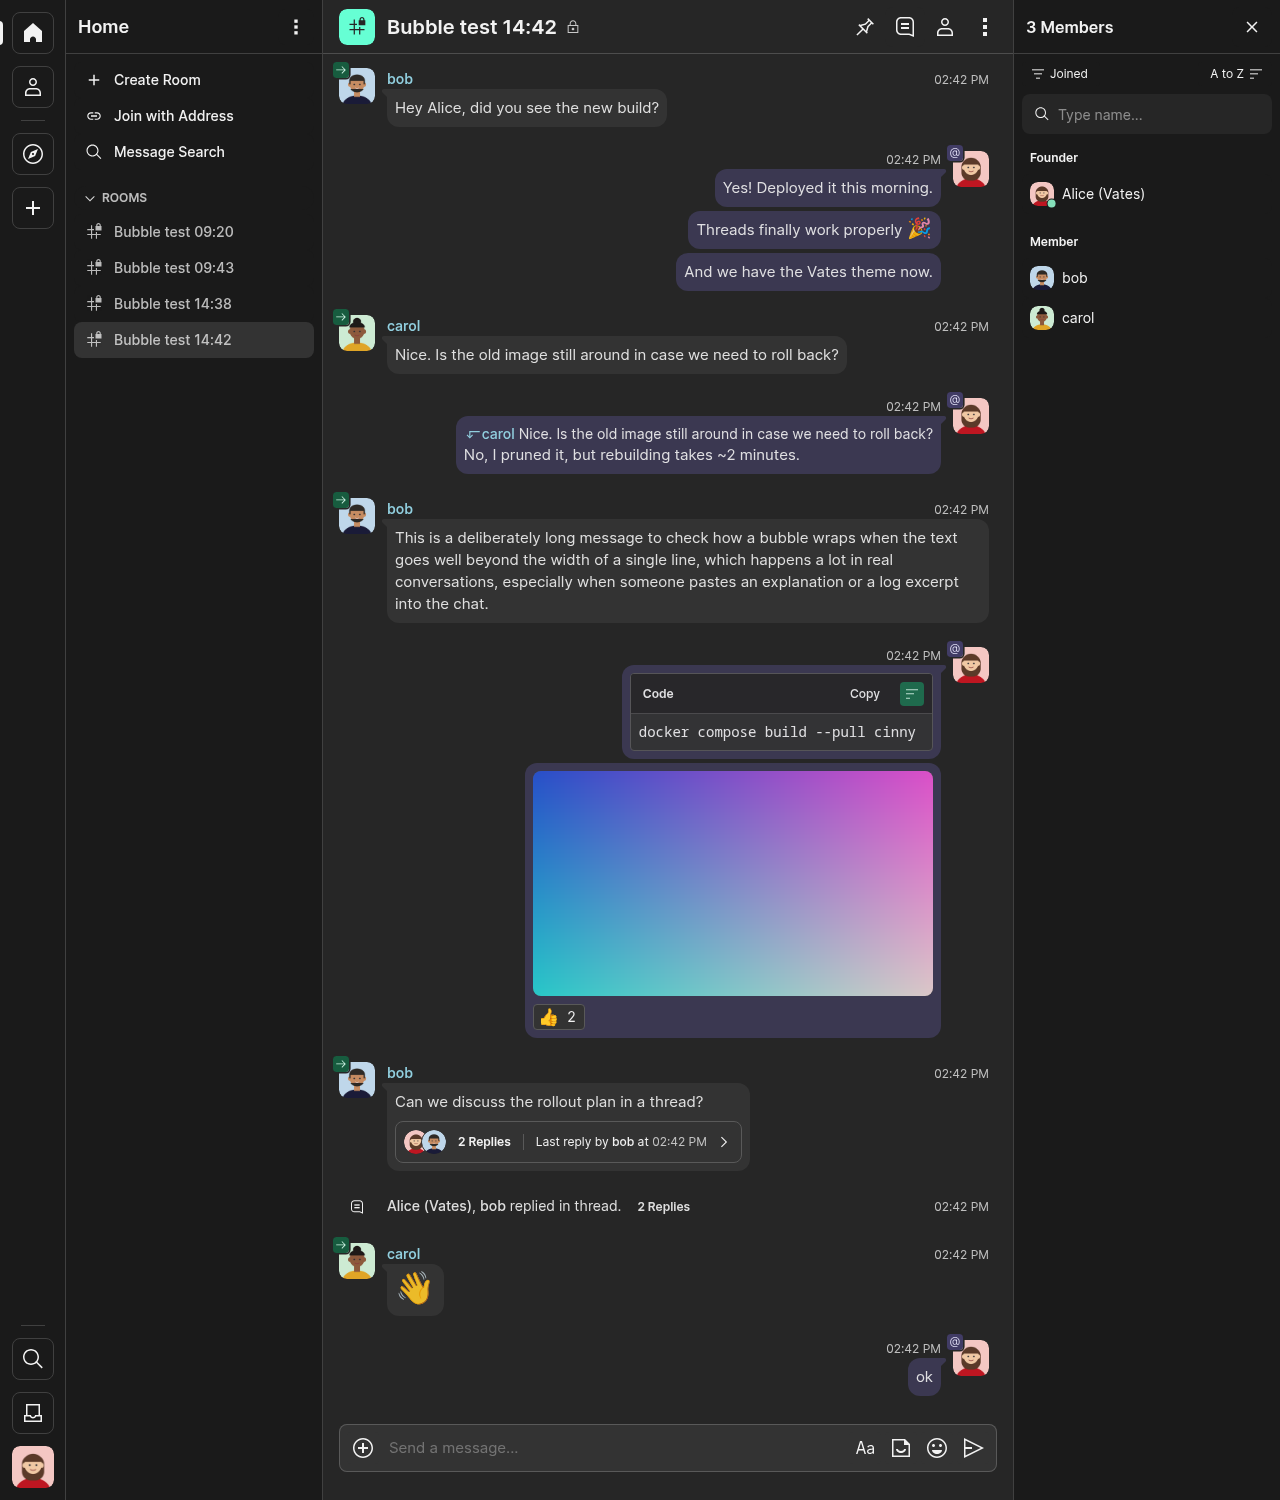 Home
Create Room
Join with Address
Message Search
ROOMS
Bubble test 09:20
Bubble test 09:43
Bubble test 14:38
Bubble test 14:42
Bubble test 14:42
bob 02:42 PM
Hey Alice, did you see the new build?
02:42 PM @
Yes! Deployed it this morning.
Threads finally work properly 🎉
And we have the Vates theme now.
carol 02:42 PM
Nice. Is the old image still around in case we need to roll back?
02:42 PM @
carol Nice. Is the old image still around in case we need to roll back?
No, I pruned it, but rebuilding takes ~2 minutes.
bob 02:42 PM
This is a deliberately long message to check how a bubble wraps when the text
goes well beyond the width of a single line, which happens a lot in real
conversations, especially when someone pastes an explanation or a log excerpt
into the chat.
02:42 PM @
Code Copy
docker compose build --pull cinny
👍 2
bob 02:42 PM
Can we discuss the rollout plan in a thread?
2 Replies Last reply by bob at 02:42 PM
Alice (Vates), bob replied in thread. 2 Replies 02:42 PM
carol 02:42 PM
👋
02:42 PM @
ok
Send a message... Aa
3 Members
Joined A to Z
Type name...
Founder
Alice (Vates)
Member
bob
carol